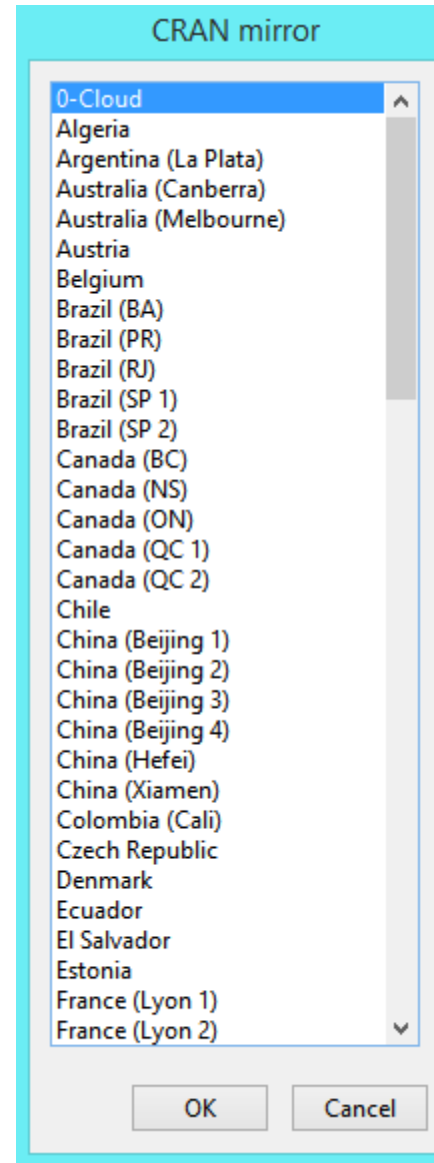 CRAN mirror
0-Cloud
Algeria
Argentina (La Plata)
Australia (Canberra)
Australia (Melbourne)
Austria
Belgium
Brazil (BA)
Brazil (PR)
Brazil (RJ)
Brazil (SP 1)
Brazil (SP 2)
Canada (BC)
Canada (NS)
Canada (ON)
Canada (QC 1)
Canada (QC 2)
Chile
China (Beijing 1)
China (Beijing 2)
China (Beijing 3)
China (Beijing 4)
China (Hefei)
China (Xiamen)
Colombia (Cali)
Czech Republic
Denmark
Ecuador
El Salvador
Estonia
France (Lyon 1)
France (Lyon 2)
OK Cancel